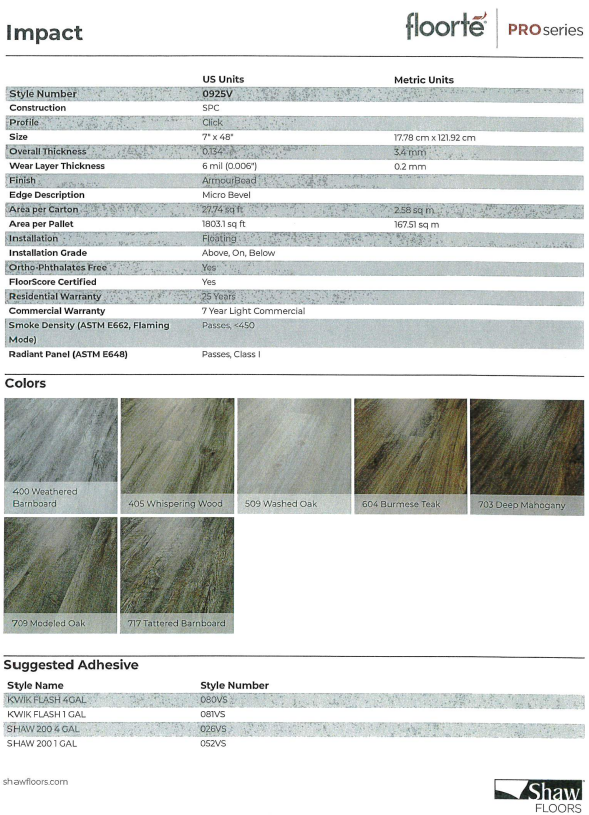 Impact
floorté PRO series
US Units Metric Units
Style Number 0925V
Construction SPC
Profile Click
Size 7" x 48" 17.78 cm x 121.92 cm
Overall Thickness 0.134" 3.4 mm
Wear Layer Thickness 6 mil (0.006") 0.2 mm
Finish ArmourBead
Edge Description Micro Bevel
Area per Carton 27.74 sq ft 2.58 sq m
Area per Pallet 1803.1 sq ft 167.51 sq m
Installation Floating
Installation Grade Above, On, Below
Ortho-Phthalates Free Yes
FloorScore Certified Yes
Residential Warranty 25 Years
Commercial Warranty 7 Year Light Commercial
Smoke Density (ASTM E662, Flaming Passes, <450
Mode)
Radiant Panel (ASTM E648) Passes, Class I
Colors
400 Weathered
Barnboard
405 Whispering Wood
509 Washed Oak
604 Burmese Teak
703 Deep Mahogany
709 Modeled Oak
717 Tattered Barnboard
Suggested Adhesive
Style Name Style Number
KWIK FLASH 4GAL 080VS
KWIK FLASH 1 GAL 081VS
SHAW 200 4 GAL 026VS
SHAW 200 1 GAL 052VS
shawfloors.com
Shaw
FLOORS